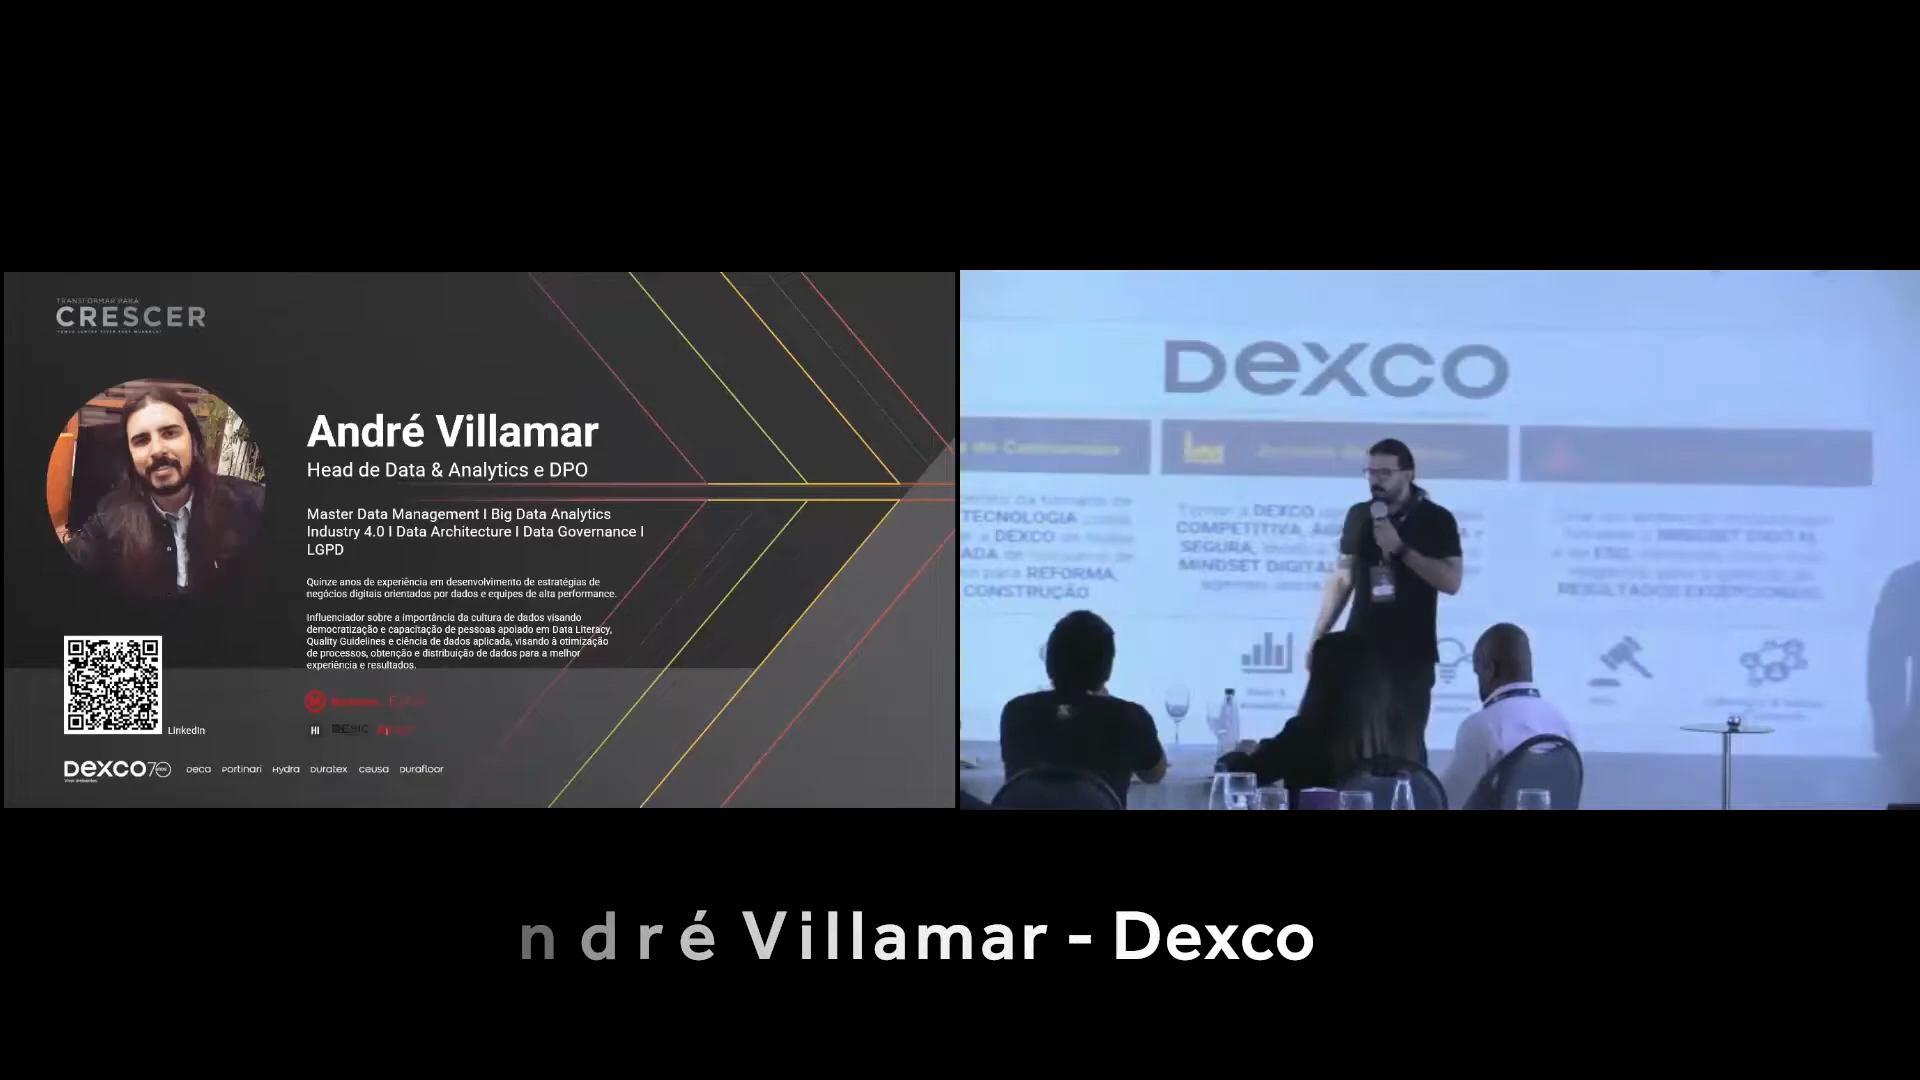 TRANSFORMAR PARA
CRESCER
André Villamar
Head de Data & Analytics e DPO
Master Data Management I Big Data Analytics
Industry 4.0 I Data Architecture I Data Governance I
LGPD
Quinze anos de experiência em desenvolvimento de estratégias de
negócios digitais orientados por dados e equipes de alta performance.
Influenciador sobre a importância da cultura de dados visando
democratização e capacitação de pessoas apoiado em Data Literacy,
Quality Guidelines e ciência de dados aplicada, visando à otimização
de processos, obtenção e distribuição de dados para a melhor
experiência e resultados.
HI
LinkedIn
Dexco 70 anos
Deca Portinari Hydra Duratex Ceusa Durafloor
Dexco
TECNOLOGIA
ADA
para REFORMA,
CONSTRUÇÃO
Tornar a DEXCO
COMPETITIVA,
SEGURA,
MINDSET DIGITAL
MINDSET DIGITAL
ESG,
RESULTADOS EXCEPCIONAIS
ndré Villamar - Dexco